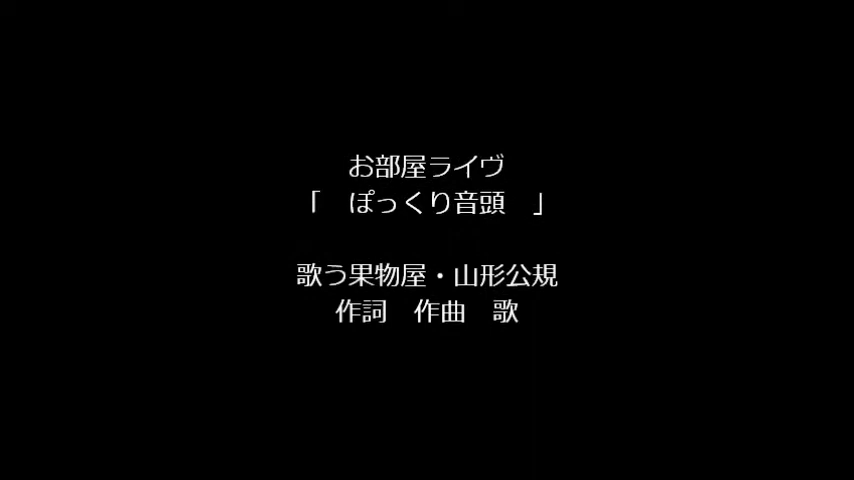 お部屋ライヴ
「　ぽっくり音頭　」
歌う果物屋・山形公規
作詞　作曲　歌